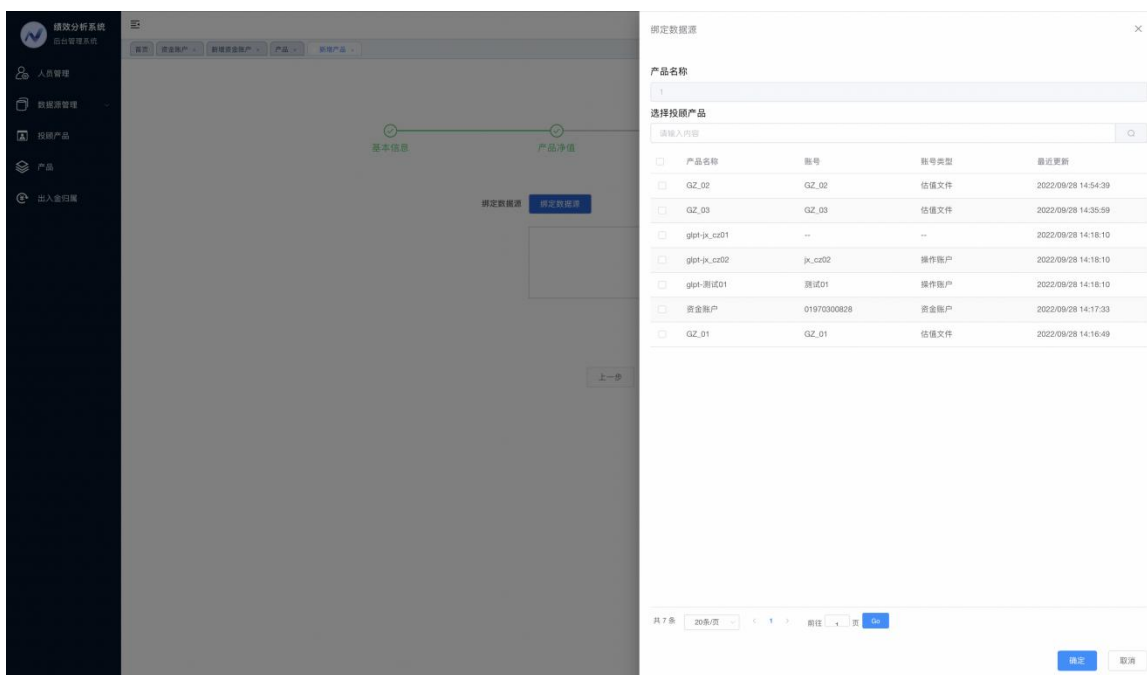 绩效分析系统
后台管理系统
人员管理
数据源管理
投顾产品
产品
出入金归属
首页 资金账户 新增资金账户 产品 新增产品
基本信息 产品净值
绑定数据源 绑定数据源
上一步
绑定数据源
产品名称
1
选择投顾产品
请输入内容
产品名称 账号 账号类型 最近更新
GZ_02 GZ_02 估值文件 2022/09/28 14:54:39
GZ_03 GZ_03 估值文件 2022/09/28 14:35:59
glpt-jx_cz01 -- -- 2022/09/28 14:18:10
glpt-jx_cz02 jx_cz02 操作账户 2022/09/28 14:18:10
glpt-测试01 测试01 操作账户 2022/09/28 14:18:10
资金账户 01970300828 资金账户 2022/09/28 14:17:33
GZ_01 GZ_01 估值文件 2022/09/28 14:16:49
共 7 条 20条/页 1 前往 1 页 Go
确定 取消